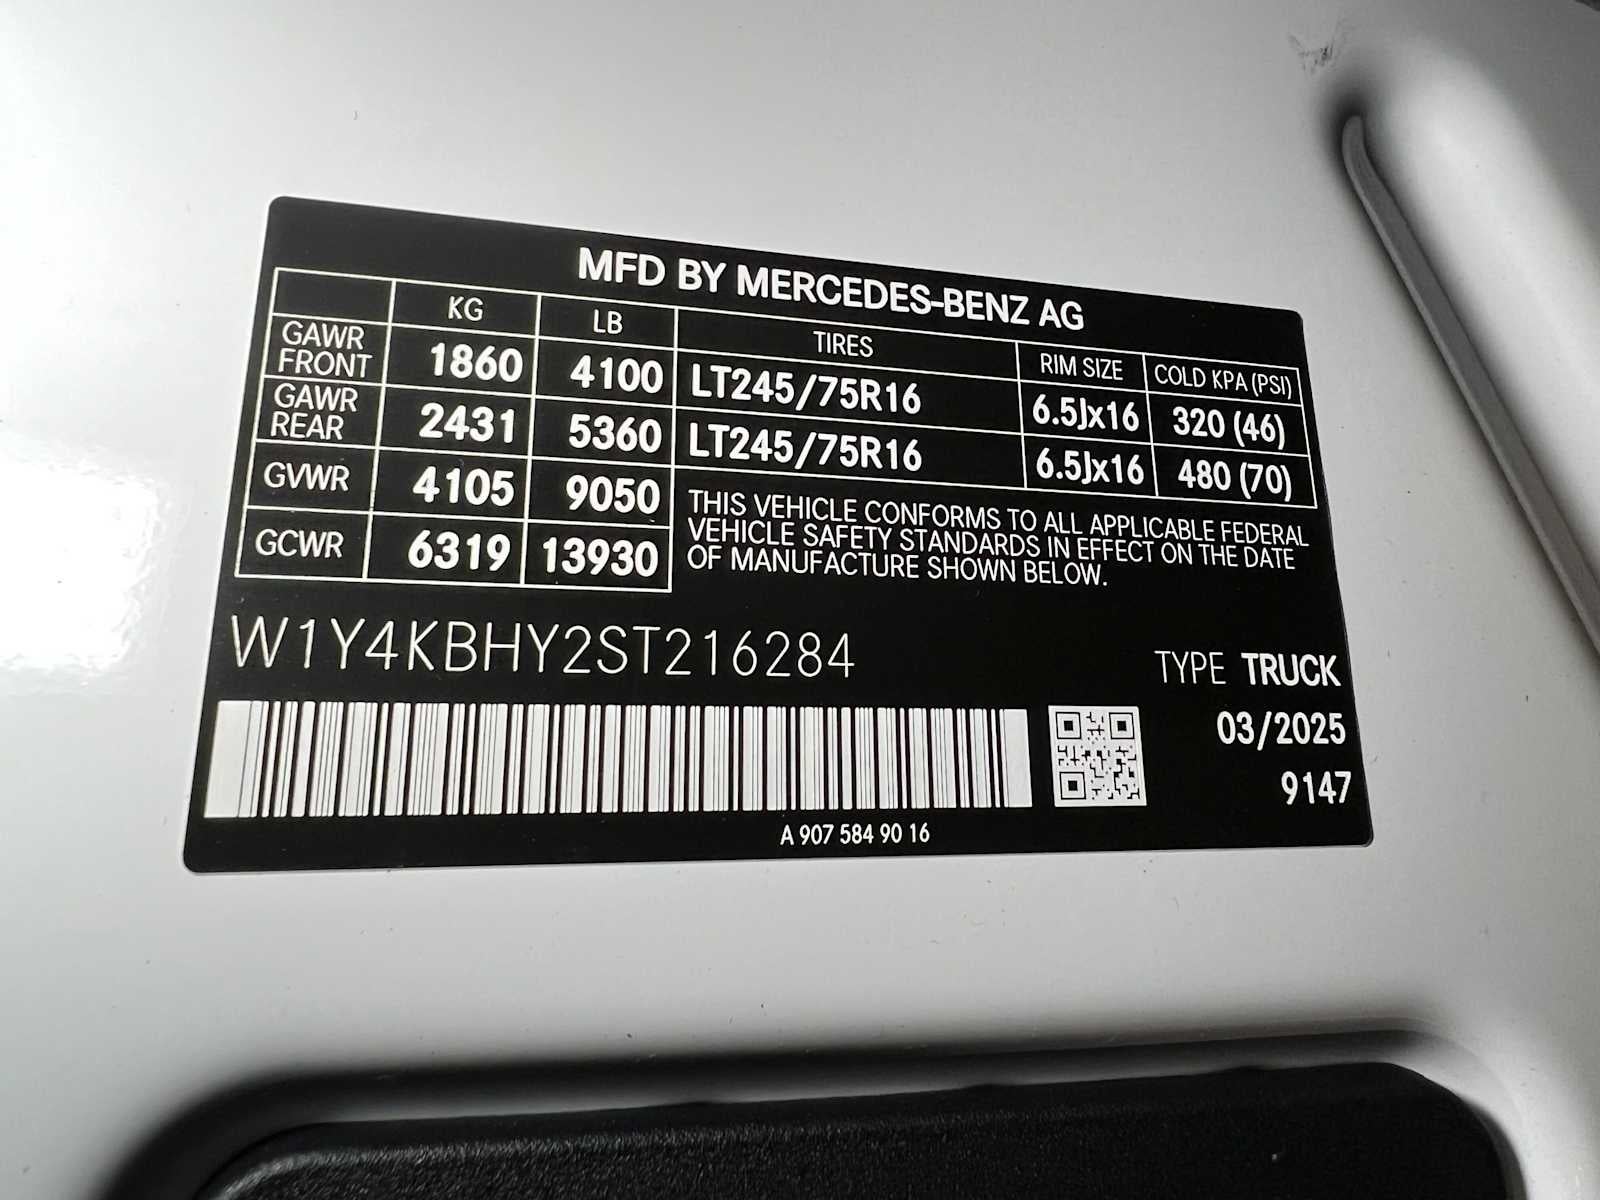 MFD BY MERCEDES-BENZ AG
KG LB TIRES RIM SIZE COLD KPA (PSI)
GAWR FRONT 1860 4100 LT245/75R16 6.5Jx16 320 (46)
GAWR REAR 2431 5360 LT245/75R16 6.5Jx16 480 (70)
GVWR 4105 9050
GCWR 6319 13930
THIS VEHICLE CONFORMS TO ALL APPLICABLE FEDERAL
VEHICLE SAFETY STANDARDS IN EFFECT ON THE DATE
OF MANUFACTURE SHOWN BELOW.
W1Y4KBHY2ST216284
TYPE TRUCK
03/2025
9147
A 907 584 90 16